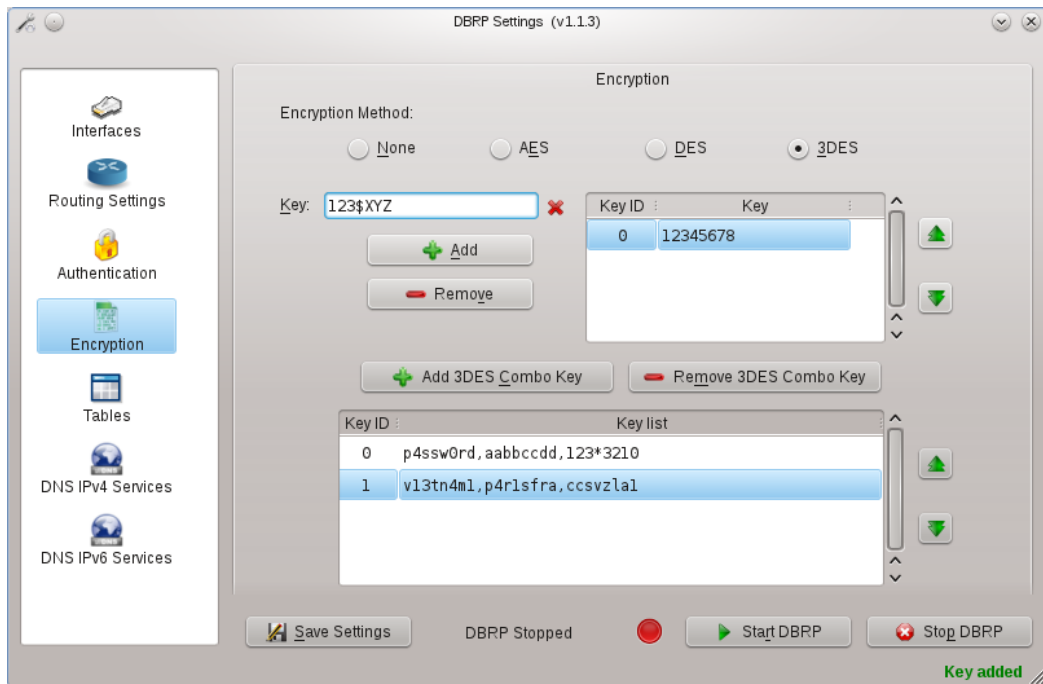 DBRP Settings (v1.1.3)
Interfaces
Routing Settings
Authentication
Encryption
Tables
DNS IPv4 Services
DNS IPv6 Services
Encryption
Encryption Method:
None AES DES 3DES
Key: 123$XYZ
Add
Remove
Key ID Key
0 12345678
Add 3DES Combo Key Remove 3DES Combo Key
Key ID Key list
0 p4ssw0rd,aabbccdd,123*3210
1 vl3tn4ml,p4rlsfra,ccsvzlal
Save Settings DBRP Stopped Start DBRP Stop DBRP
Key added